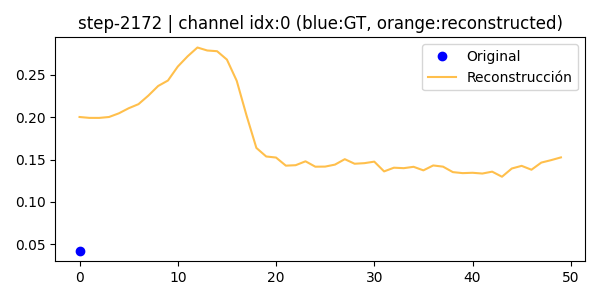 step-2172 | channel idx:0 (blue:GT, orange:reconstructed)
Original
Reconstrucción
0.25
0.20
0.15
0.10
0.05
0 10 20 30 40 50